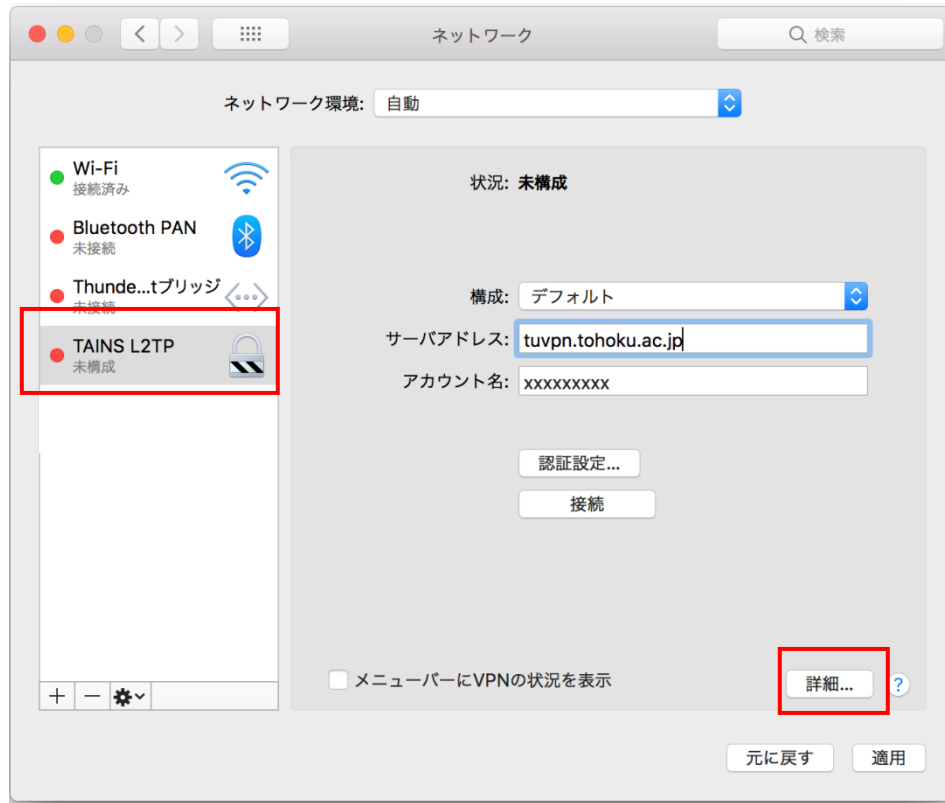 ネットワーク
検索
ネットワーク環境: 自動
Wi-Fi
接続済み
Bluetooth PAN
未接続
Thunde...tブリッジ
未接続
TAINS L2TP
未構成
状況: 未構成
構成: デフォルト
サーバアドレス: tuvpn.tohoku.ac.jp
アカウント名: xxxxxxxxx
認証設定...
接続
メニューバーにVPNの状況を表示
詳細...
?
元に戻す
適用